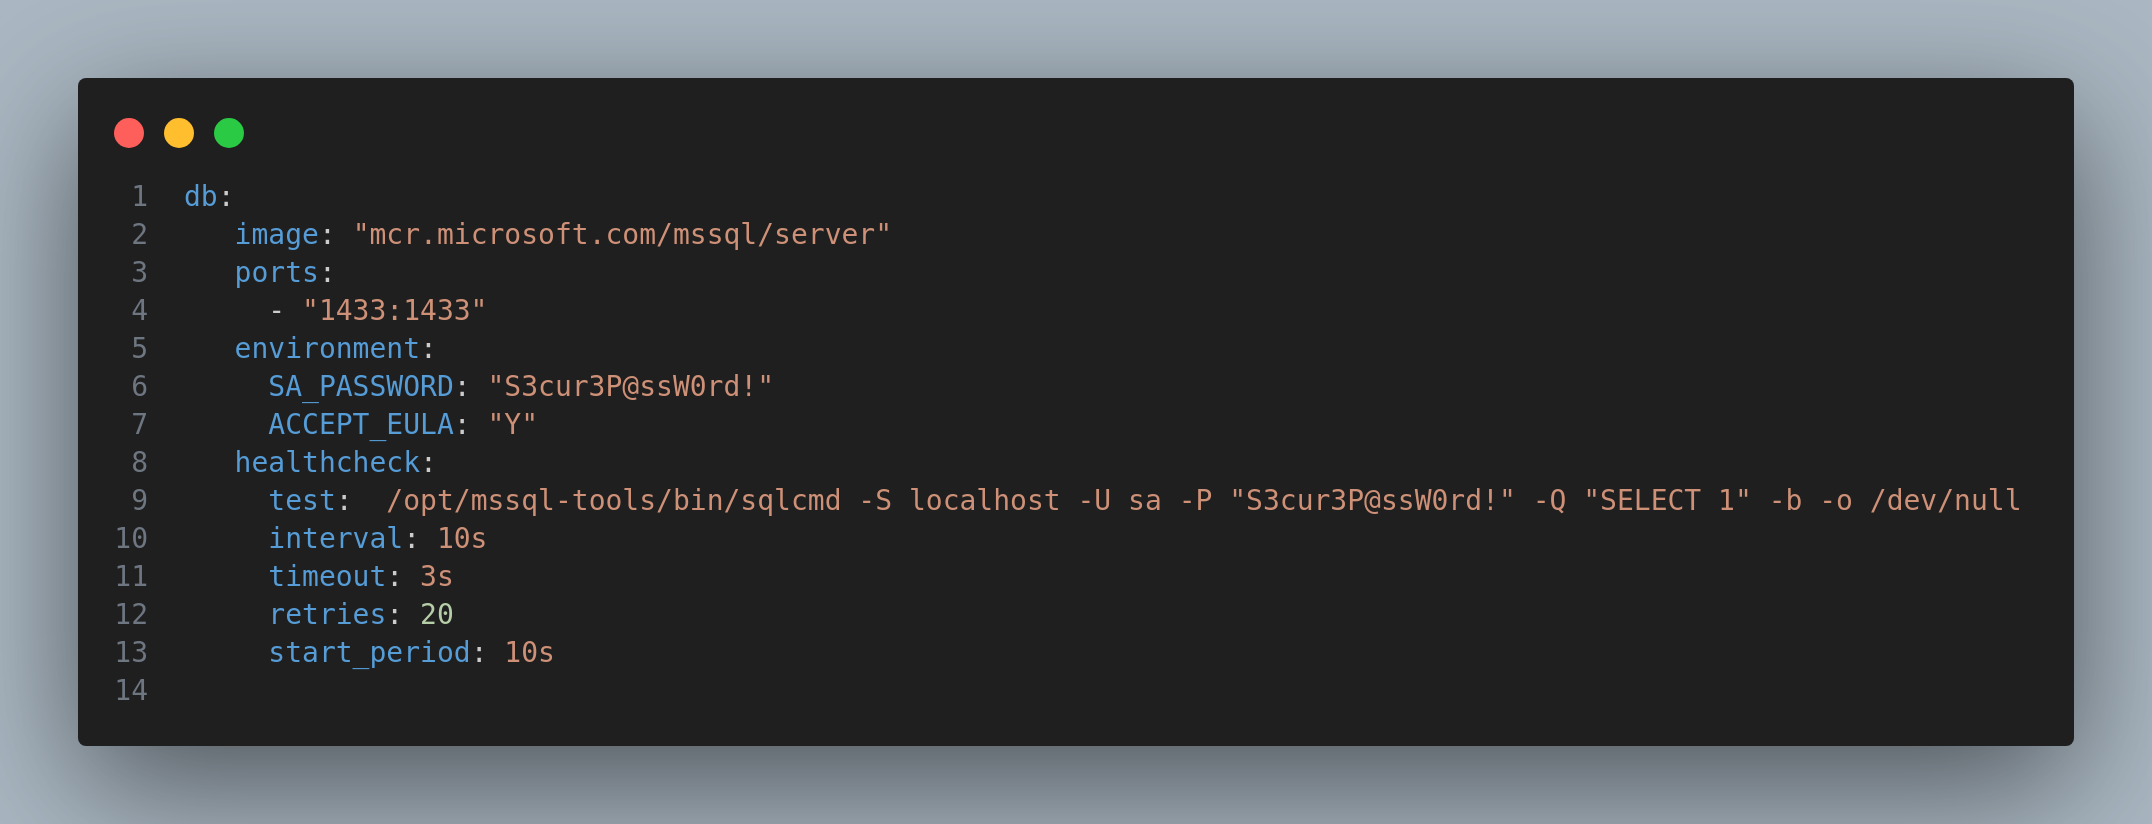 1 db:
2    image: "mcr.microsoft.com/mssql/server"
3    ports:
4      - "1433:1433"
5    environment:
6      SA_PASSWORD: "S3cur3P@ssW0rd!"
7      ACCEPT_EULA: "Y"
8    healthcheck:
9      test:  /opt/mssql-tools/bin/sqlcmd -S localhost -U sa -P "S3cur3P@ssW0rd!" -Q "SELECT 1" -b -o /dev/null
10      interval: 10s
11      timeout: 3s
12      retries: 20
13      start_period: 10s
14